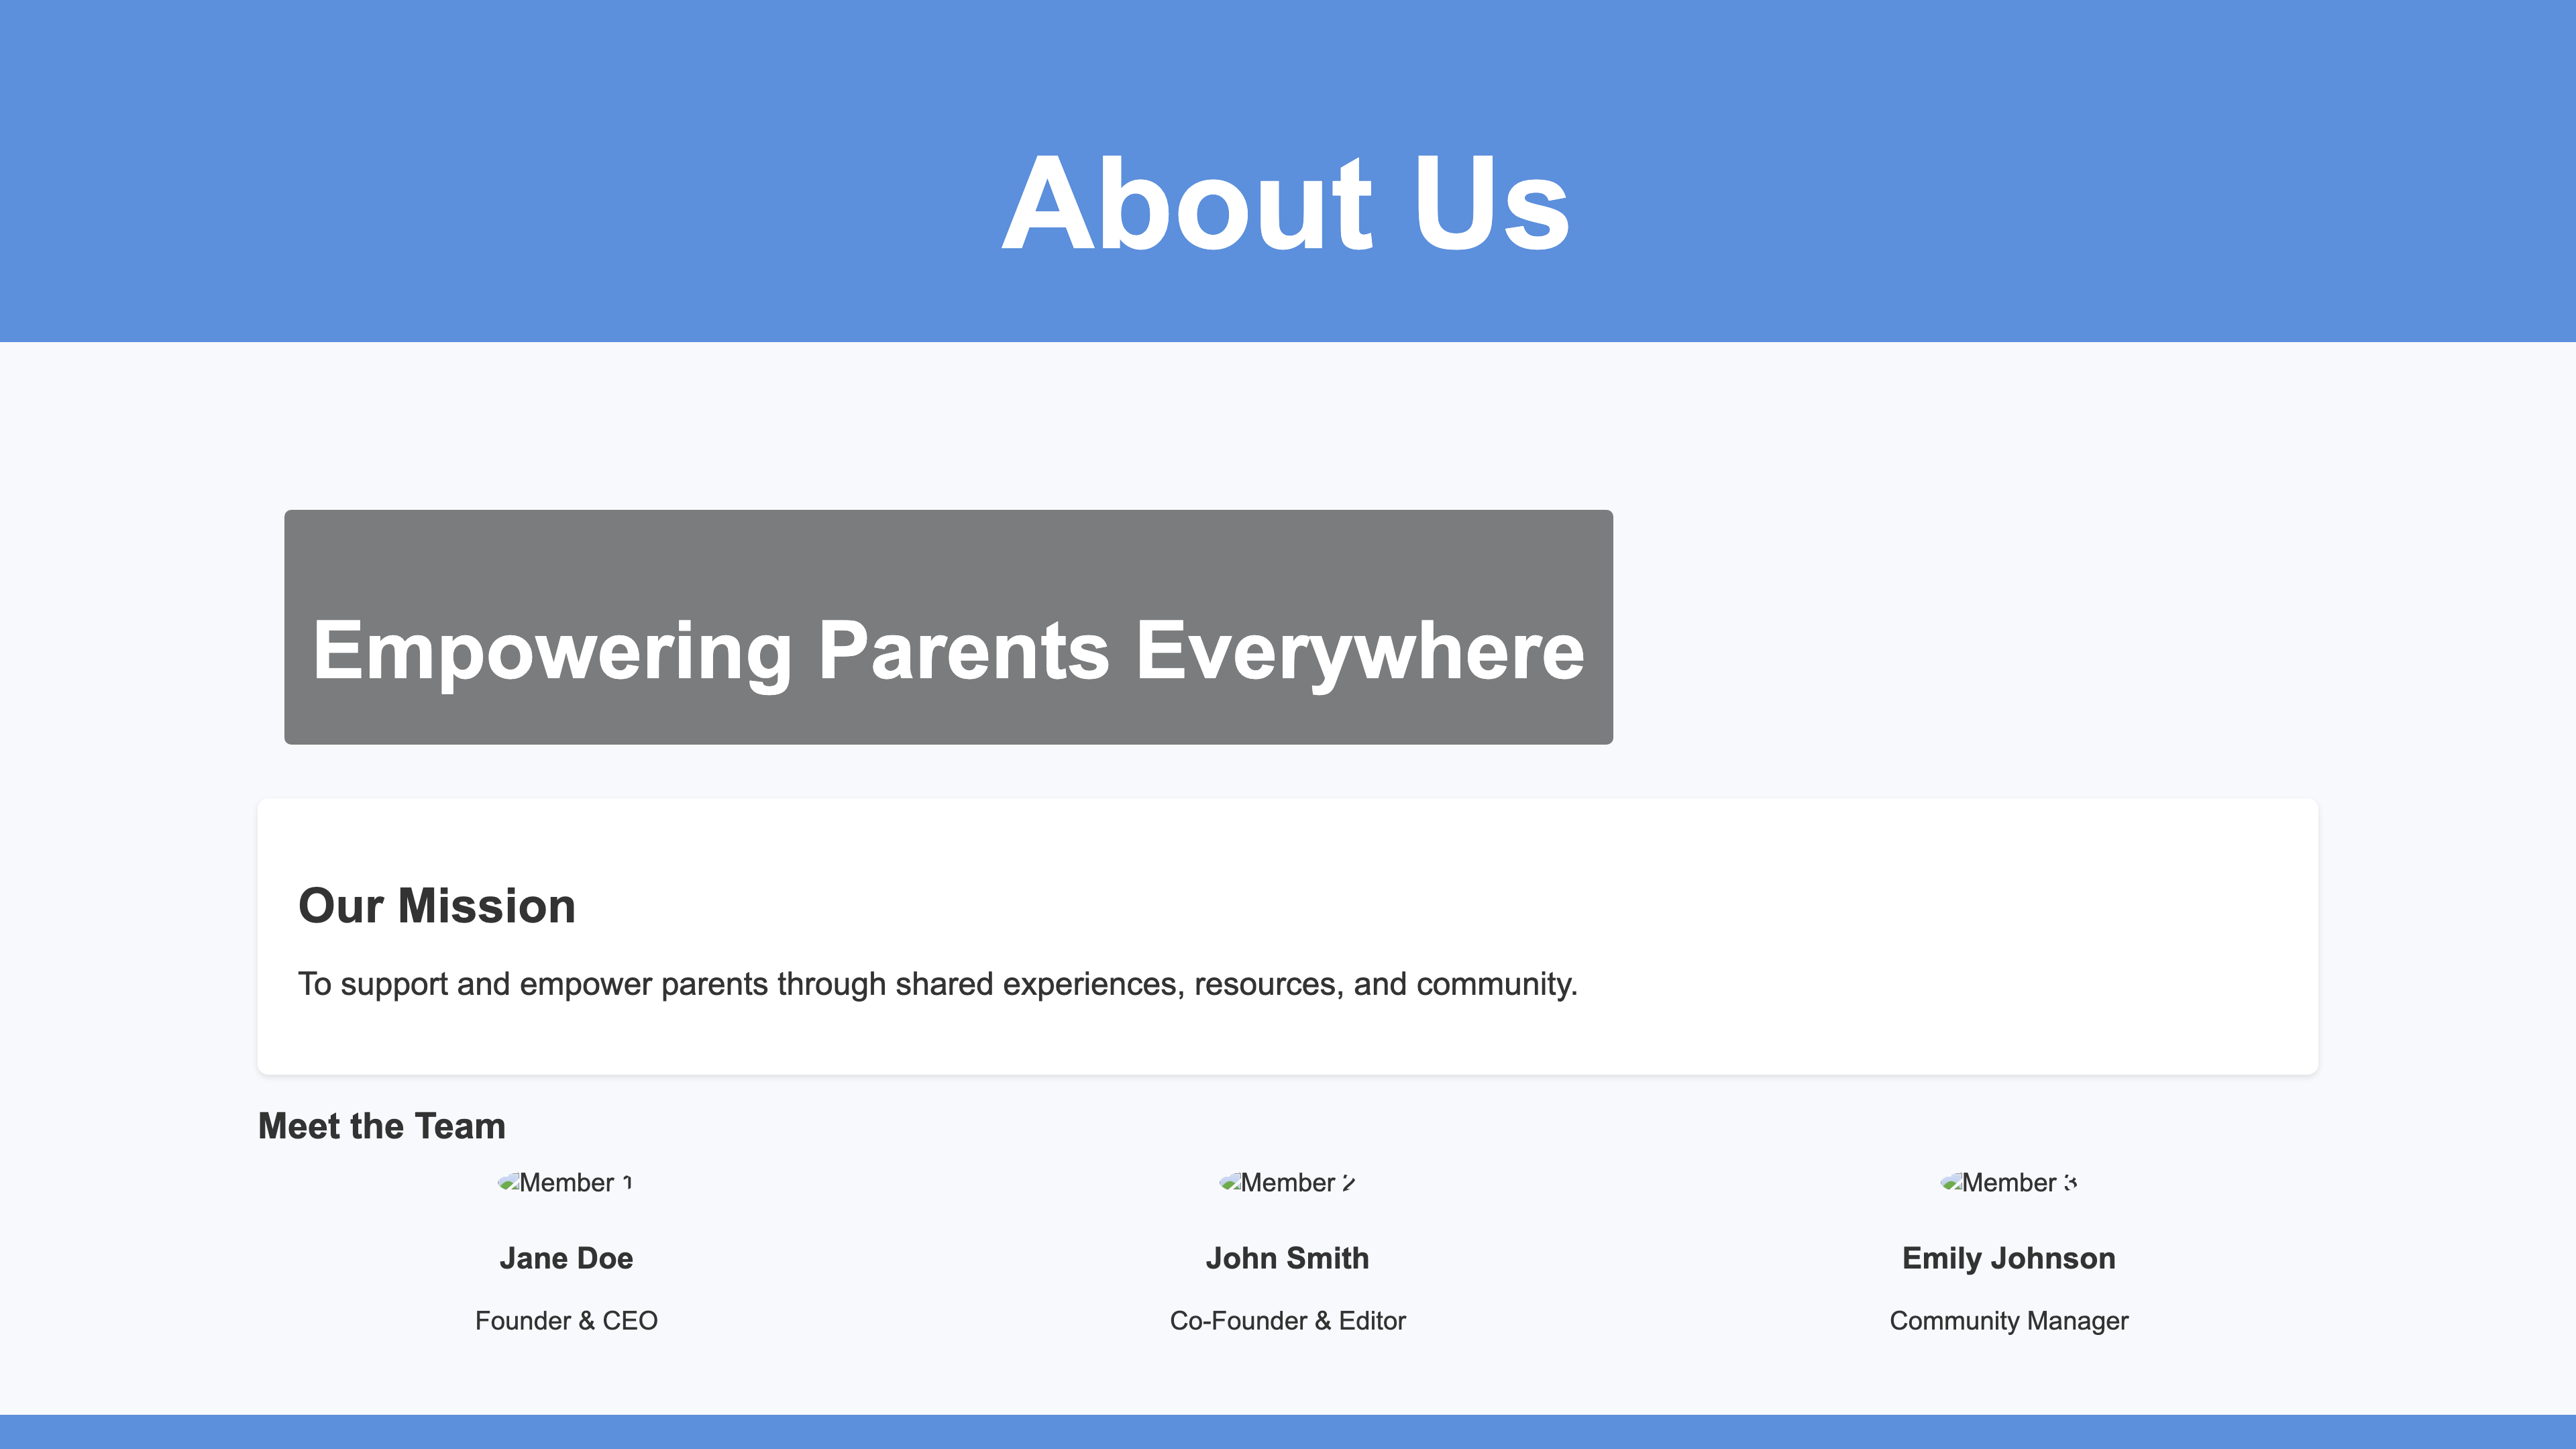 About Us
Empowering Parents Everywhere
Our Mission
To support and empower parents through shared experiences, resources, and community.
Meet the Team
Member 1
Member 2
Member 3
Jane Doe
John Smith
Emily Johnson
Founder & CEO
Co-Founder & Editor
Community Manager